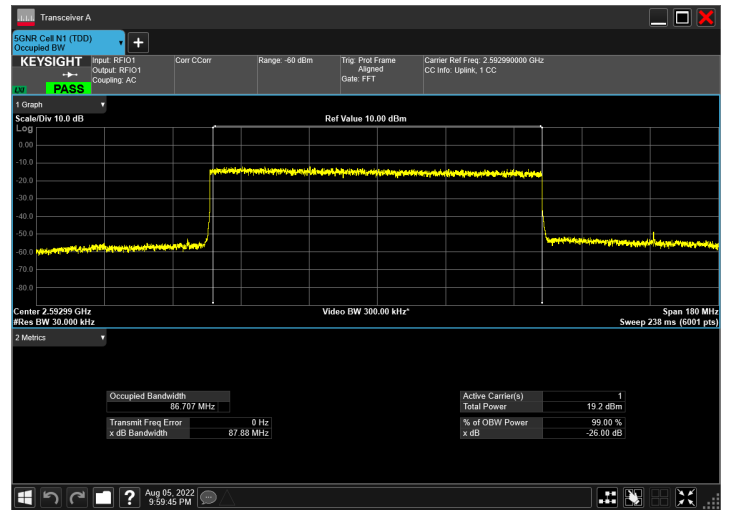 Transceiver A
5GNR Cell N1 (TDD)
Occupied BW
KEYSIGHT
LXI
PASS
Input: RFIO1
Output: RFIO1
Coupling: AC
Corr CCorr
Range: -60 dBm
Trig: Prot Frame
Aligned
Gate: FFT
Carrier Ref Freq: 2.592990000 GHz
CC Info: Uplink, 1 CC
1 Graph
Scale/Div 10.0 dB
Ref Value 10.00 dBm
Log
0.00
-10.0
-20.0
-30.0
-40.0
-50.0
-60.0
-70.0
-80.0
Center 2.59299 GHz
Video BW 300.00 kHz*
Span 180 MHz
#Res BW 30.000 kHz
Sweep 238 ms (6001 pts)
2 Metrics
Occupied Bandwidth
86.707 MHz
Transmit Freq Error 0 Hz
x dB Bandwidth 87.88 MHz
Active Carrier(s) 1
Total Power 19.2 dBm
% of OBW Power 99.00 %
x dB -26.00 dB
?
Aug 05, 2022
9:59:45 PM